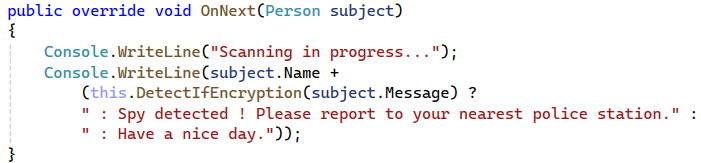 public override void OnNext(Person subject)
{
    Console.WriteLine("Scanning in progress...");
    Console.WriteLine(subject.Name +
        (this.DetectIfEncryption(subject.Message) ?
        " : Spy detected ! Please report to your nearest police station." :
        " : Have a nice day."));
}